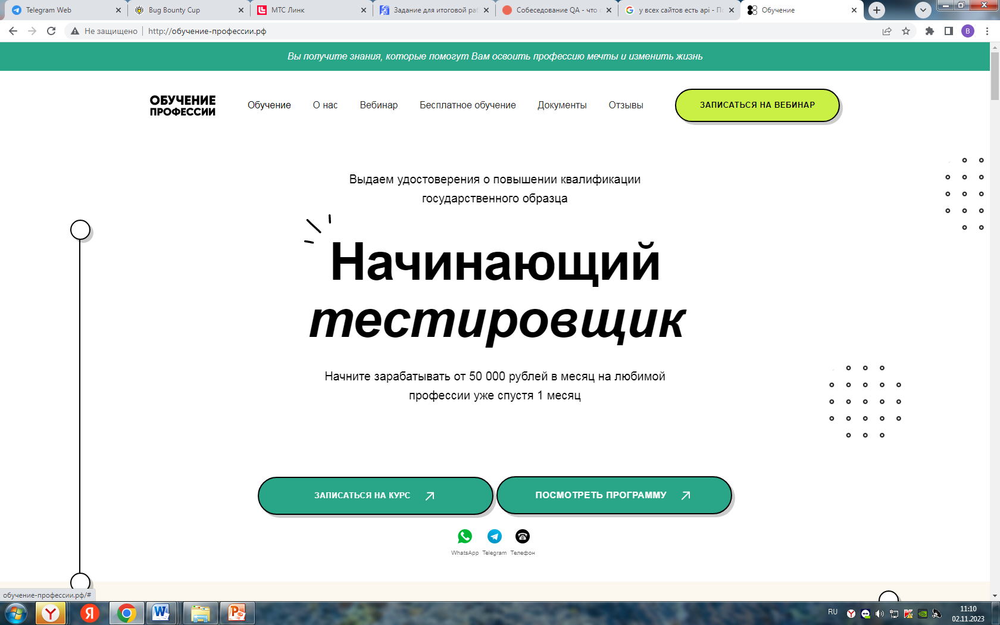 Telegram Web
Bug Bounty Cup
МТС Линк
Задание для итоговой раб
Собеседование QA - что
у всех сайтов есть api - П
Обучение
Не защищено
http://обучение-профессии.рф
В
Вы получите знания, которые помогут Вам освоить профессию мечты и изменить жизнь
ОБУЧЕНИЕ
ПРОФЕССИИ
Обучение
О нас
Вебинар
Бесплатное обучение
Документы
Отзывы
ЗАПИСАТЬСЯ НА ВЕБИНАР
Выдаем удостоверения о повышении квалификации
государственного образца
Начинающий
тестировщик
Начните зарабатывать от 50 000 рублей в месяц на любимой
профессии уже спустя 1 месяц
ЗАПИСАТЬСЯ НА КУРС
ПОСМОТРЕТЬ ПРОГРАММУ
WhatsApp
Telegram
Телефон
обучение-профессии.рф/#
RU
11:10
02.11.2023